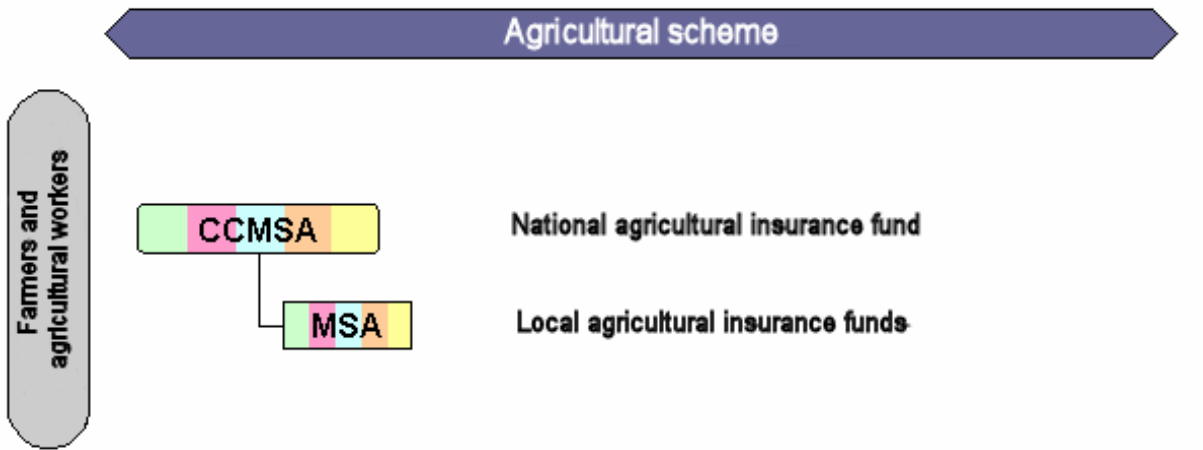 Agricultural scheme
Farmers and
agricultural workers
CCMSA
National agricultural insurance fund
MSA
Local agricultural insurance funds